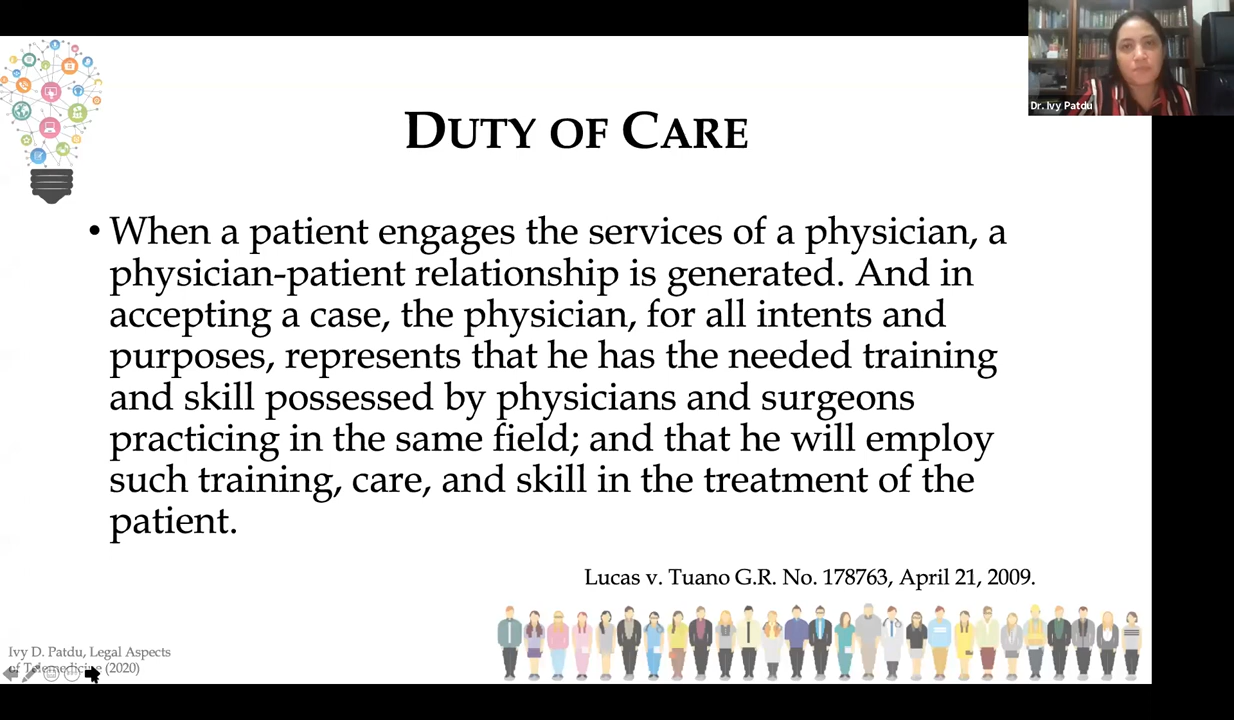 Dr. Ivy Patdu
DUTY OF CARE
• When a patient engages the services of a physician, a
physician-patient relationship is generated. And in
accepting a case, the physician, for all intents and
purposes, represents that he has the needed training
and skill possessed by physicians and surgeons
practicing in the same field; and that he will employ
such training, care, and skill in the treatment of the
patient.
Lucas v. Tuano G.R. No. 178763, April 21, 2009.
Ivy D. Patdu, Legal Aspects
of Telemedicine (2020)